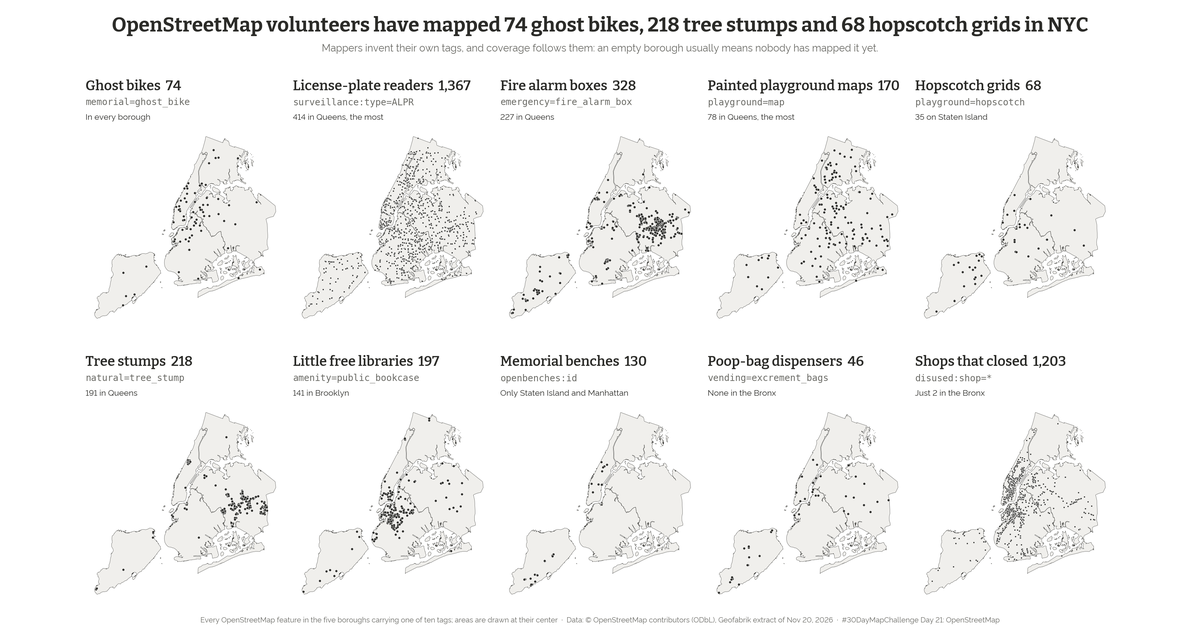 OpenStreetMap volunteers have mapped 74 ghost bikes, 218 tree stumps and 68 hopscotch grids in NYC
Mappers invent their own tags, and coverage follows them: an empty borough usually means nobody has mapped it yet.
Ghost bikes 74
memorial=ghost_bike
In every borough
License-plate readers 1,367
surveillance:type=ALPR
414 in Queens, the most
Fire alarm boxes 328
emergency=fire_alarm_box
227 in Queens
Painted playground maps 170
playground=map
78 in Queens, the most
Hopscotch grids 68
playground=hopscotch
35 on Staten Island
Tree stumps 218
natural=tree_stump
191 in Queens
Little free libraries 197
amenity=public_bookcase
141 in Brooklyn
Memorial benches 130
openbenches:id
Only Staten Island and Manhattan
Poop-bag dispensers 46
vending=excrement_bags
None in the Bronx
Shops that closed 1,203
disused:shop=*
Just 2 in the Bronx
Every OpenStreetMap feature in the five boroughs carrying one of ten tags; areas are drawn at their center · Data: © OpenStreetMap contributors (ODbL), Geofabrik extract of Nov 20, 2026 · #30DayMapChallenge Day 21: OpenStreetMap